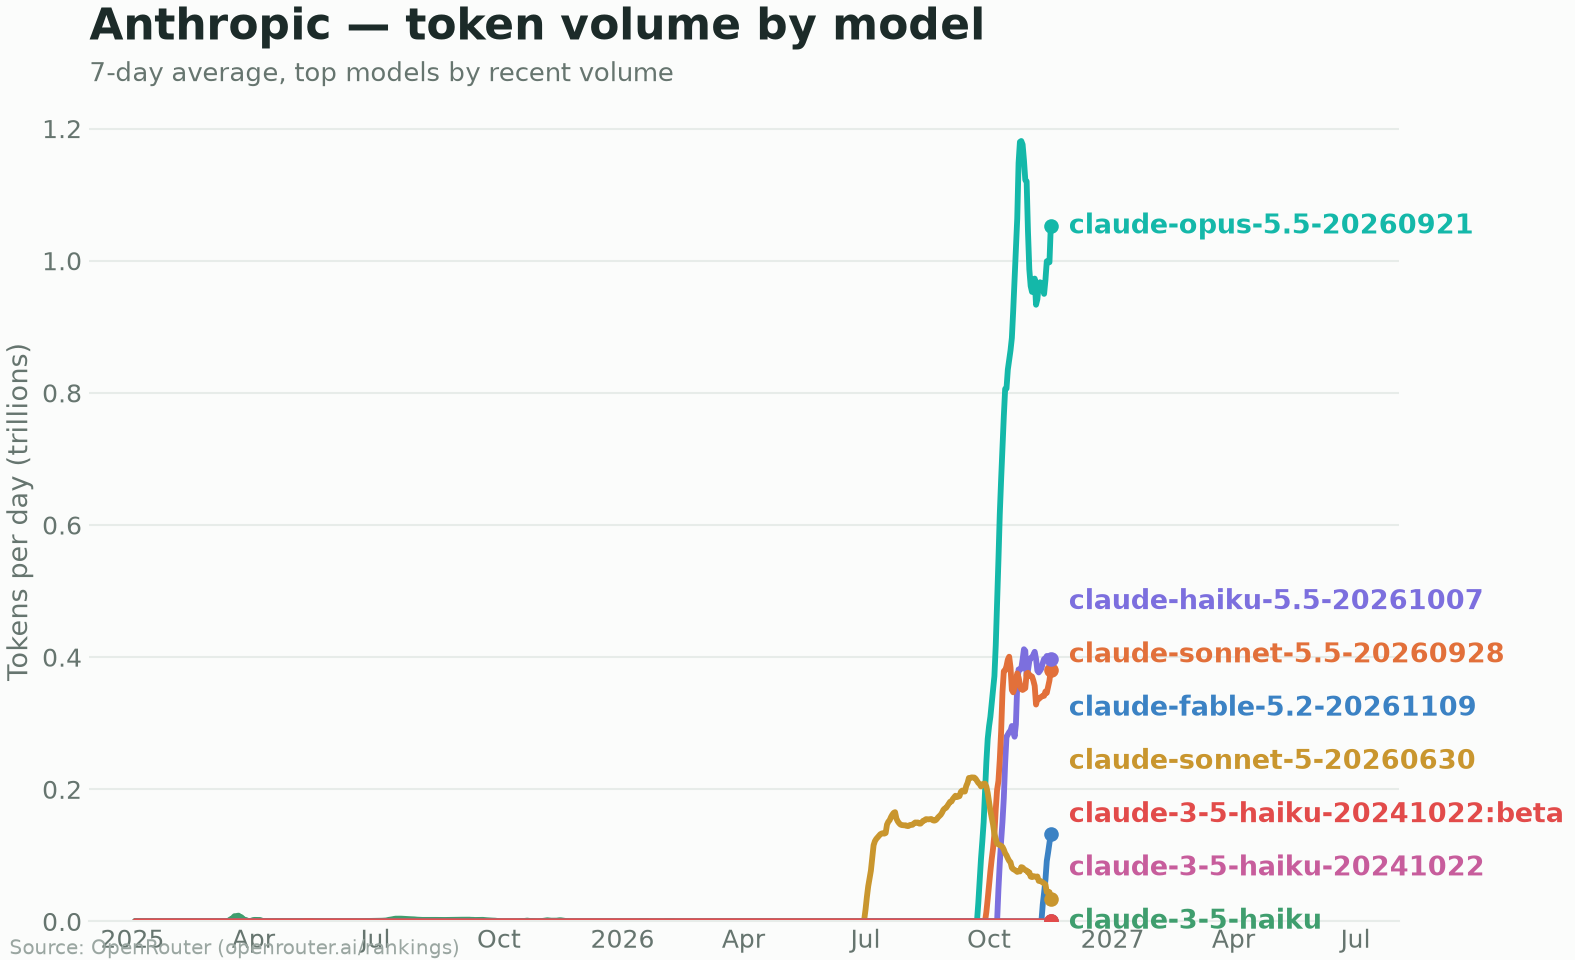 Anthropic — token volume by model
7-day average, top models by recent volume
Tokens per day (trillions)
1.2
1.0
0.8
0.6
0.4
0.2
0.0
claude-opus-5.5-20260921
claude-haiku-5.5-20261007
claude-sonnet-5.5-20260928
claude-fable-5.2-20261109
claude-sonnet-5-20260630
claude-3-5-haiku-20241022:beta
claude-3-5-haiku-20241022
claude-3-5-haiku
2025 Apr Jul Oct 2026 Apr Jul Oct 2027 Apr Jul
Source: OpenRouter (openrouter.ai/rankings)